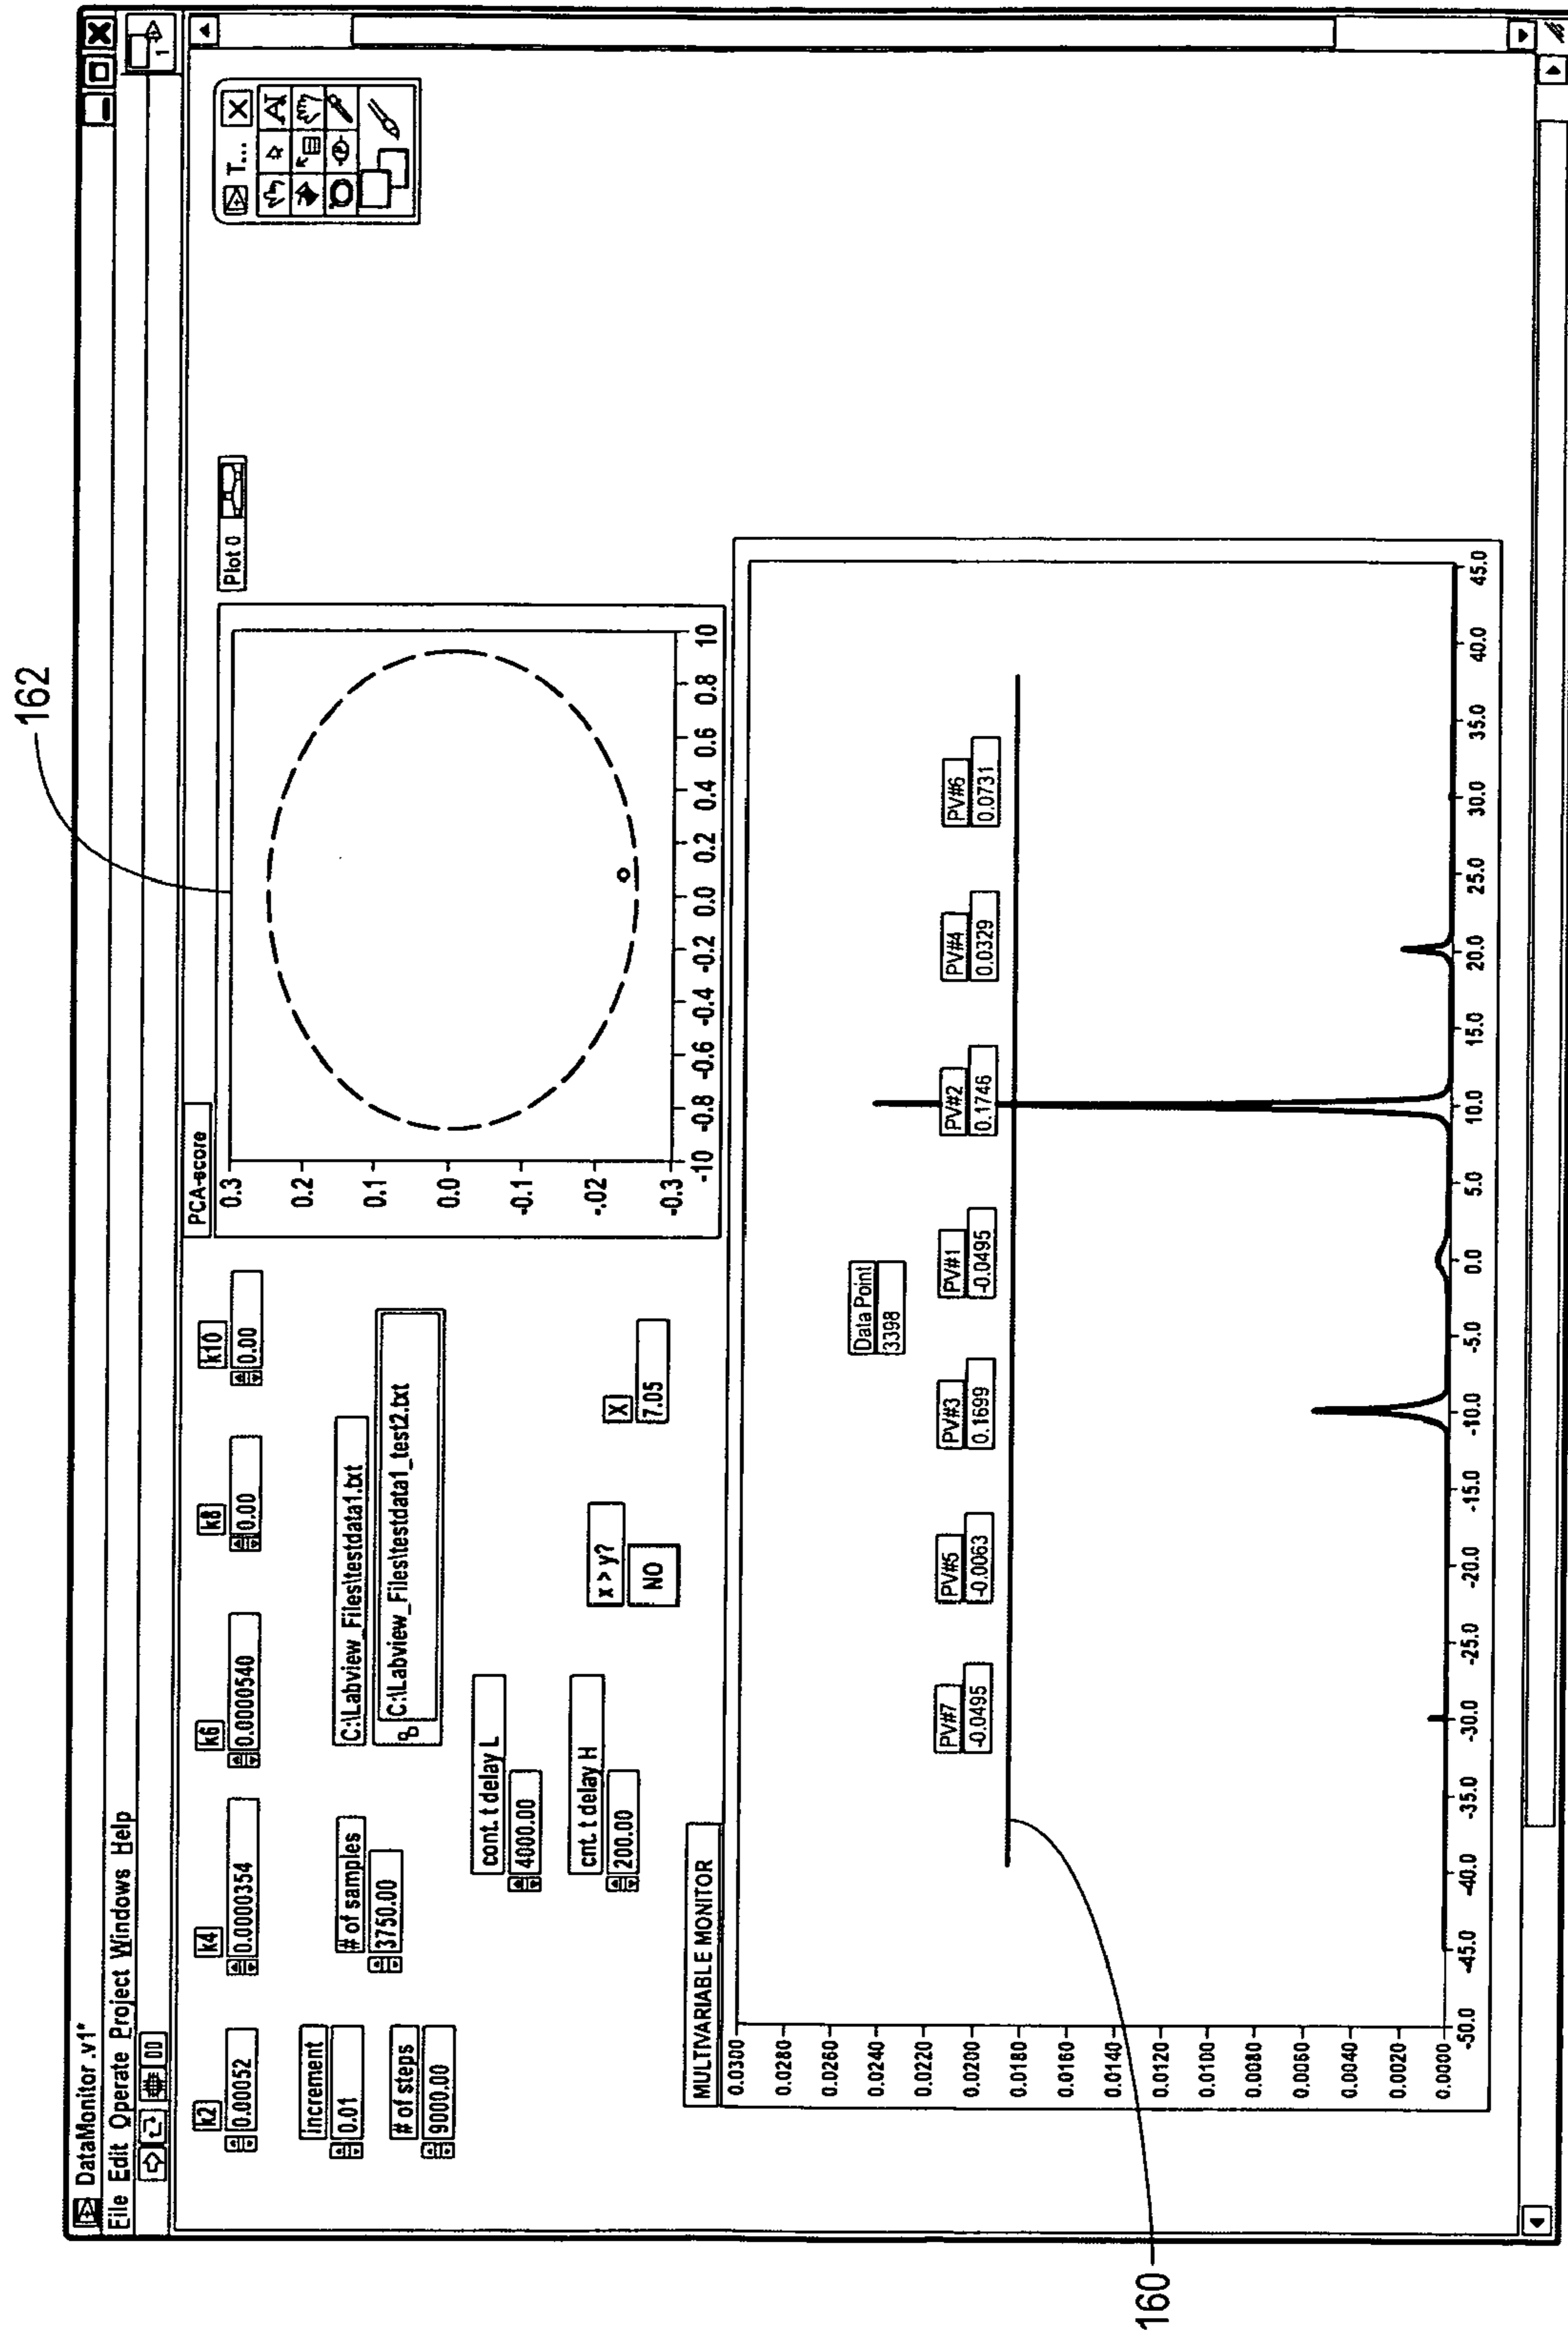 162
DataMonitor .v1*
File Edit Operate Project Windows Help
1
k2
0.00052
k4
0.0000354
k6
0.0000540
k8
0.00
k10
0.00
increment
0.01
# of samples
3750.00
C:\Labview_Files\testdata1.txt
C:\Labview_Files\testdata1_test2.txt
# of steps
9000.00
cont. t delay L
4000.00
cnt. t delay H
200.00
x > y?
NO
X
7.05
PCA-score
0.3
0.2
0.1
0.0
-0.1
-.02
-0.3
-10 -0.8 -0.6 -0.4 -0.2 0.0 0.2 0.4 0.6 0.8 10
Plot 0
T...
A
MULTIVARIABLE MONITOR
0.0300
0.0280
0.0260
0.0240
0.0220
0.0200
0.0180
0.0160
0.0140
0.0120
0.0100
0.0080
0.0060
0.0040
0.0020
0.0000
Data Point
3398
PV#7 PV#5 PV#3 PV#1 PV#2 PV#4 PV#6
-0.0495 -0.0063 0.1699 -0.0495 0.1746 0.0329 0.0731
-50.0 -45.0 -40.0 -35.0 -30.0 -25.0 -20.0 -15.0 -10.0 -5.0 0.0 5.0 10.0 15.0 20.0 25.0 30.0 35.0 40.0 45.0
160